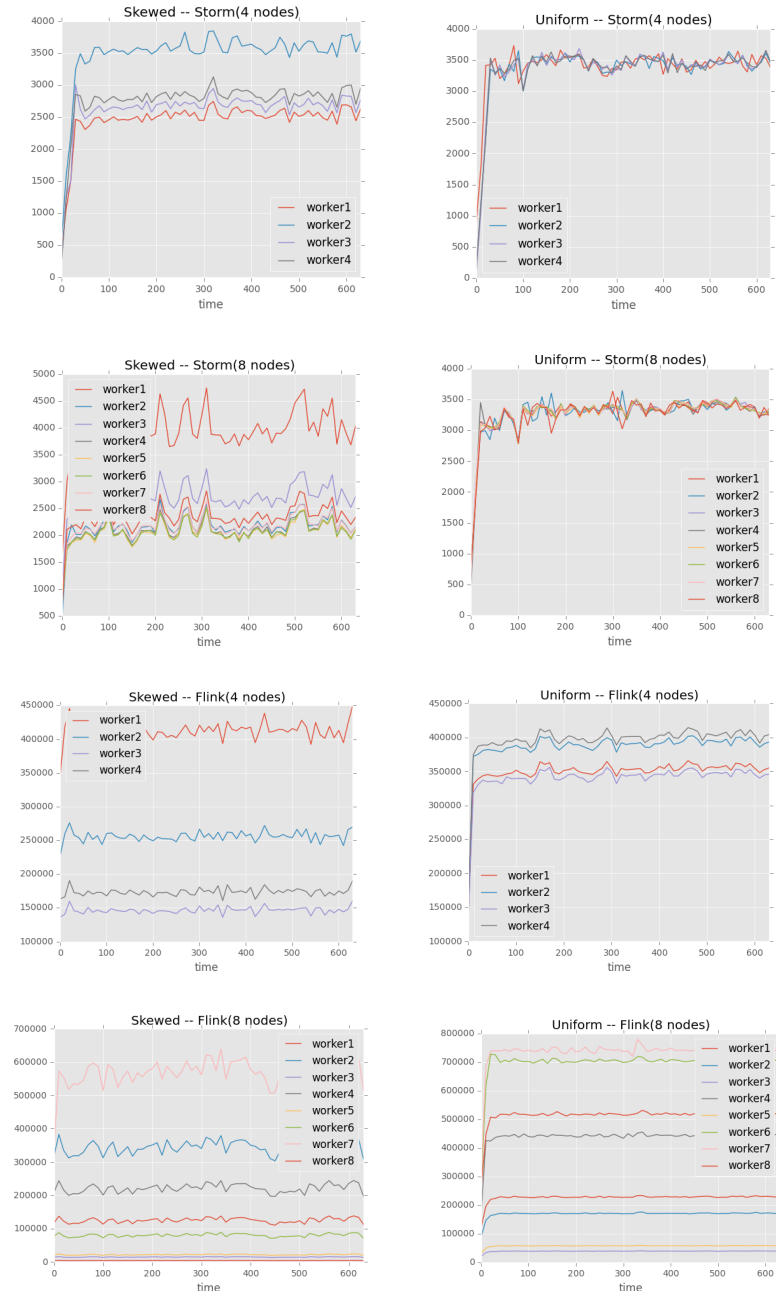 Skewed -- Storm(4 nodes)
4000
3500
3000
2500
2000
1500
1000
500
0
worker1
worker2
worker3
worker4
0 100 200 300 400 500 600
time
Uniform -- Storm(4 nodes)
4000
3500
3000
2500
2000
1500
1000
500
0
worker1
worker2
worker3
worker4
0 100 200 300 400 500 600
time
Skewed -- Storm(8 nodes)
5000
4500
4000
3500
3000
2500
2000
1500
1000
500
worker1
worker2
worker3
worker4
worker5
worker6
worker7
worker8
0 100 200 300 400 500 600
time
Uniform -- Storm(8 nodes)
4000
3500
3000
2500
2000
1500
1000
500
0
worker1
worker2
worker3
worker4
worker5
worker6
worker7
worker8
0 100 200 300 400 500 600
time
Skewed -- Flink(4 nodes)
450000
400000
350000
300000
250000
200000
150000
100000
worker1
worker2
worker3
worker4
0 100 200 300 400 500 600
time
Uniform -- Flink(4 nodes)
450000
400000
350000
300000
250000
200000
150000
100000
worker1
worker2
worker3
worker4
0 100 200 300 400 500 600
time
Skewed -- Flink(8 nodes)
700000
600000
500000
400000
300000
200000
100000
0
worker1
worker2
worker3
worker4
worker5
worker6
worker7
worker8
0 100 200 300 400 500 600
time
Uniform -- Flink(8 nodes)
800000
700000
600000
500000
400000
300000
200000
100000
0
worker1
worker2
worker3
worker4
worker5
worker6
worker7
worker8
0 100 200 300 400 500 600
time